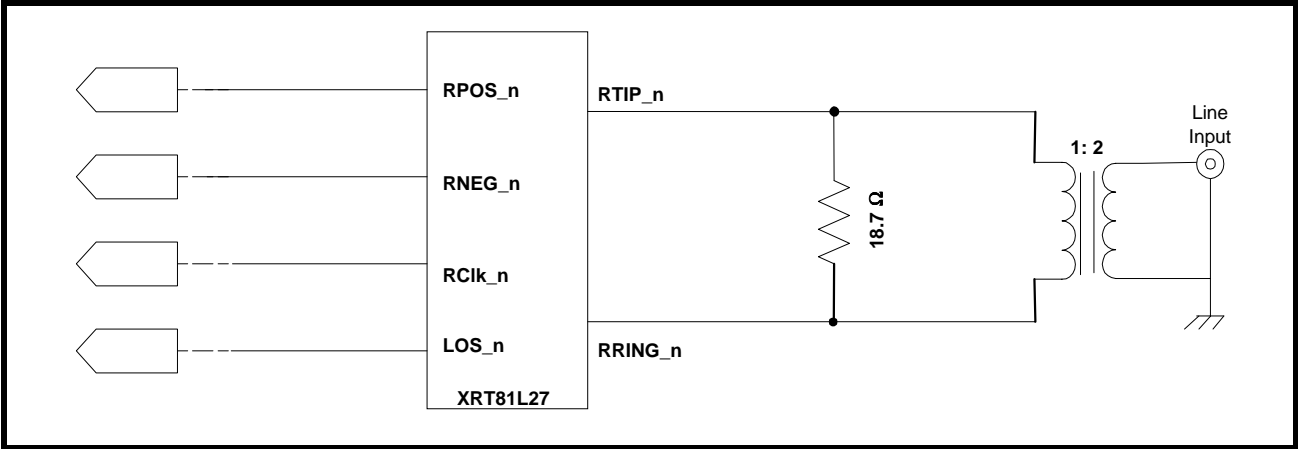 RPOS_n
RTIP_n
Line
Input
1: 2
RNEG_n
18.7 Ω
RClk_n
LOS_n
RRING_n
XRT81L27